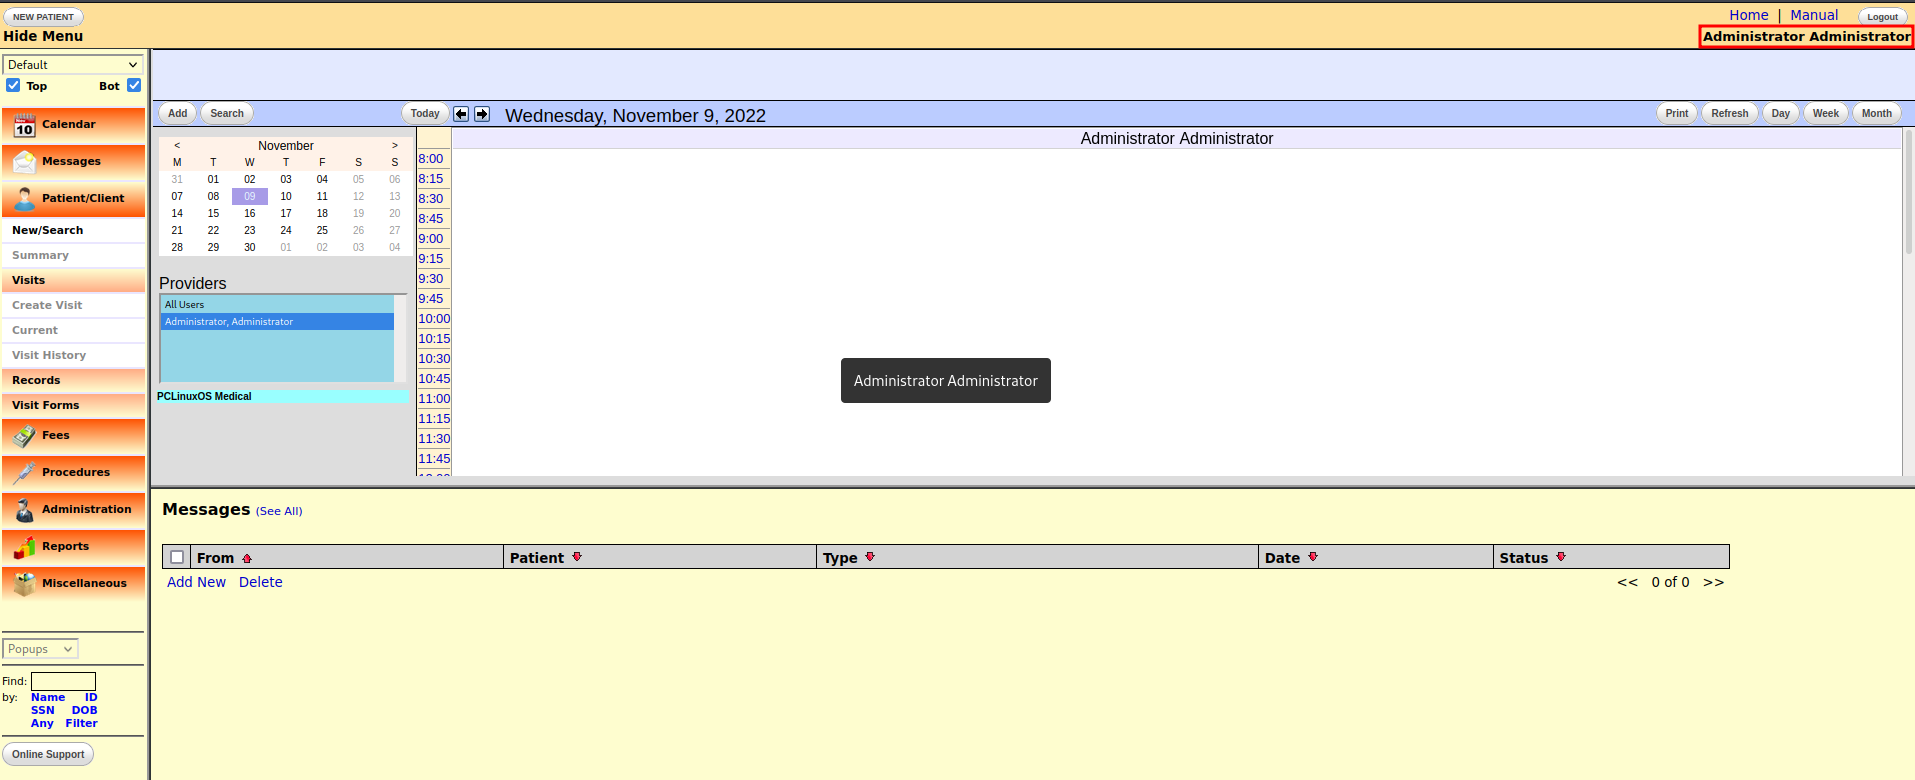 NEW PATIENT
Home | Manual Logout
Hide Menu
Administrator Administrator
Default
Top Bot
Calendar
Messages
Patient/Client
New/Search
Summary
Visits
Create Visit
Current
Visit History
Records
Visit Forms
Fees
Procedures
Administration
Reports
Miscellaneous
Popups
Find:
by: Name ID
SSN DOB
Any Filter
Online Support
Add Search Today Wednesday, November 9, 2022 Print Refresh Day Week Month
< November >
M T W T F S S
31 01 02 03 04 05 06
07 08 09 10 11 12 13
14 15 16 17 18 19 20
21 22 23 24 25 26 27
28 29 30 01 02 03 04
Providers
All Users
Administrator, Administrator
PCLinuxOS Medical
Administrator Administrator
8:00
8:15
8:30
8:45
9:00
9:15
9:30
9:45
10:00
10:15
10:30
10:45
11:00
11:15
11:30
11:45
Administrator Administrator
Messages (See All)
From Patient Type Date Status
Add New Delete << 0 of 0 >>